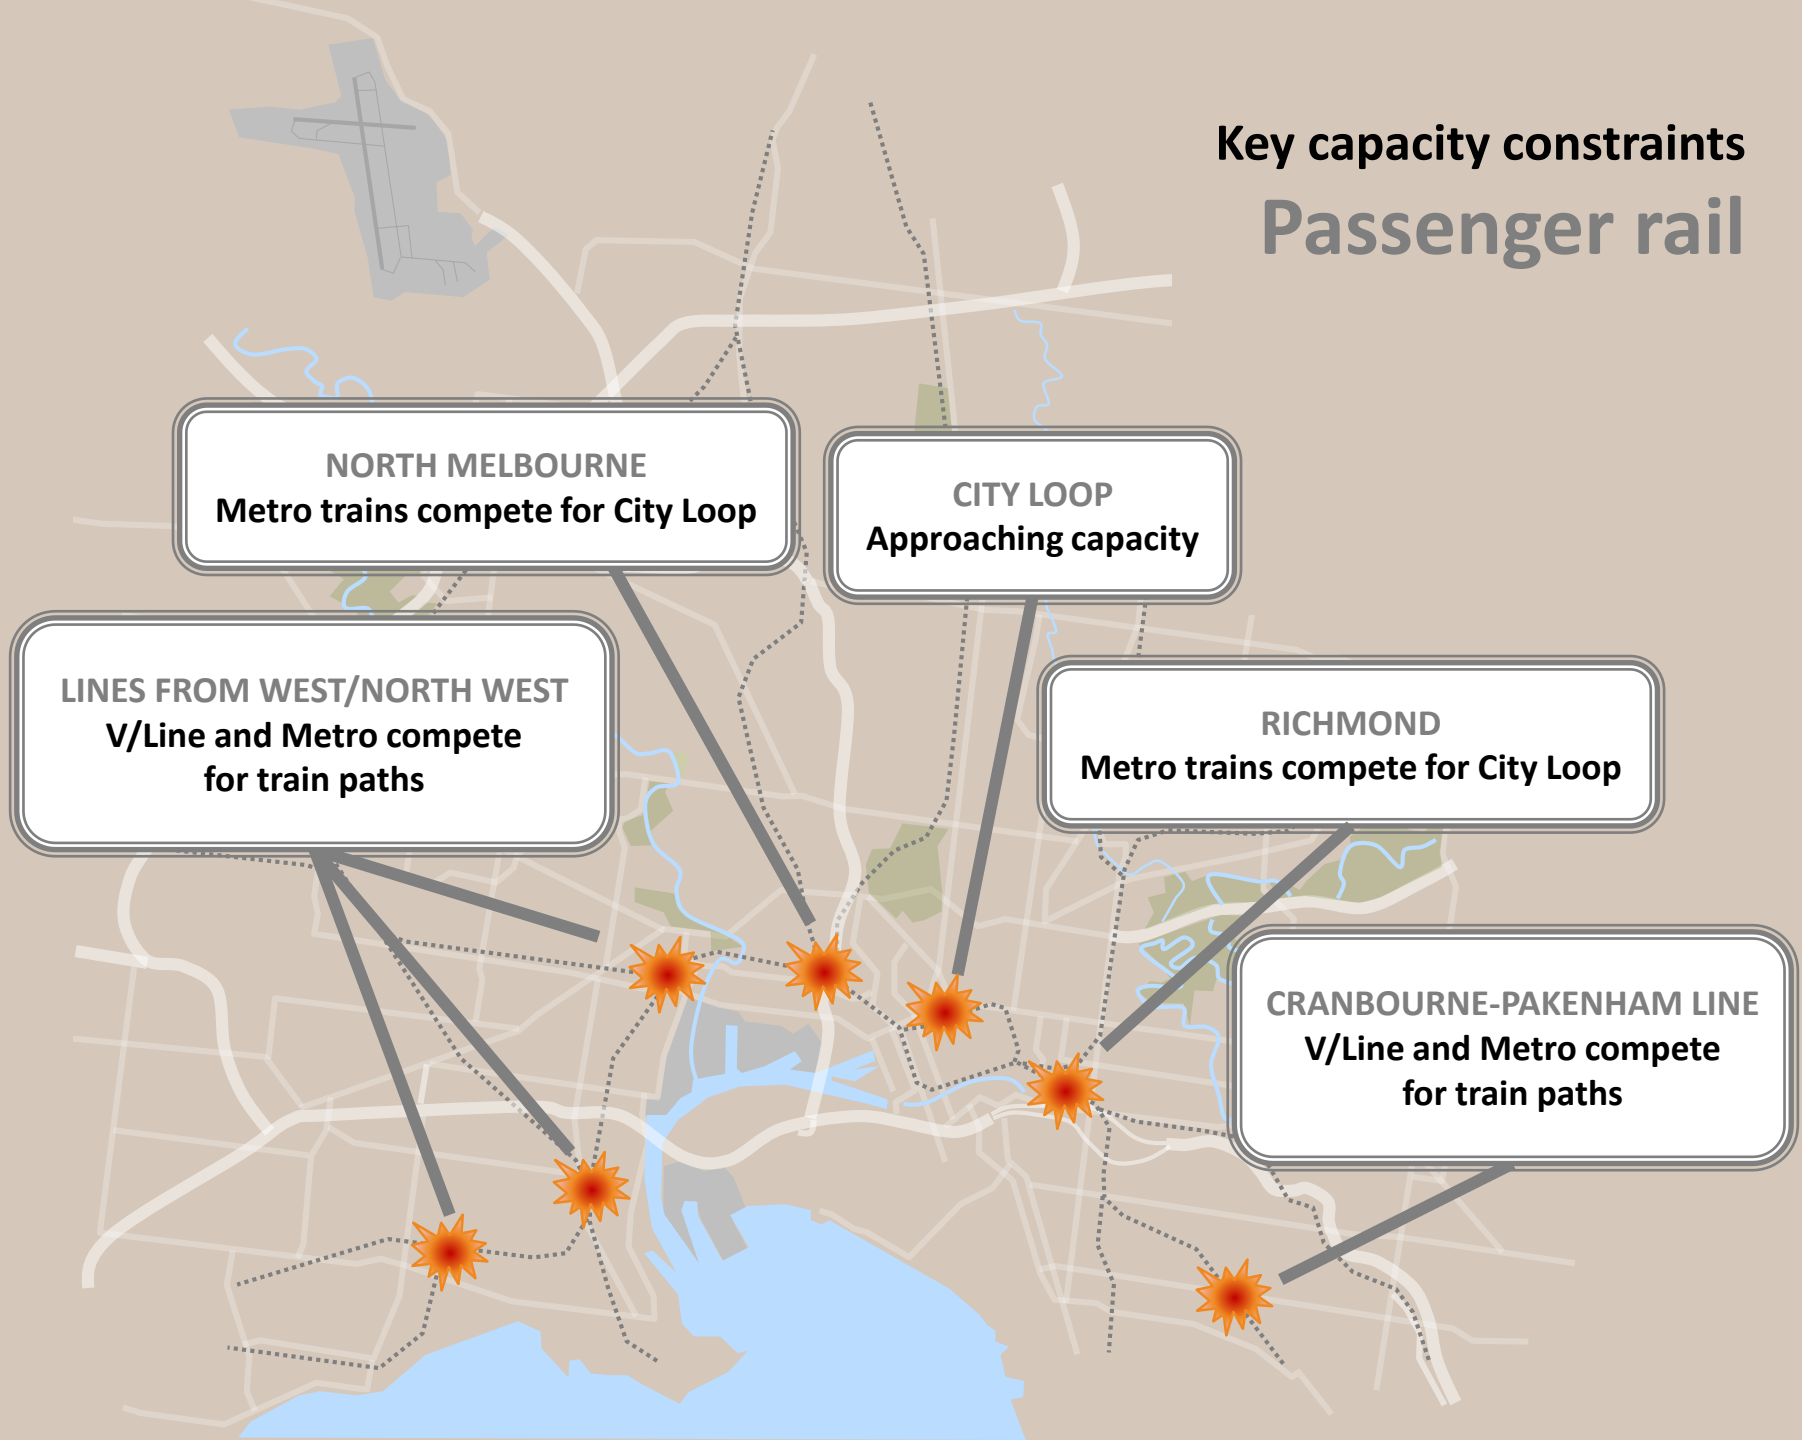 Key capacity constraints
Passenger rail
NORTH MELBOURNE
Metro trains compete for City Loop
CITY LOOP
Approaching capacity
LINES FROM WEST/NORTH WEST
V/Line and Metro compete
for train paths
RICHMOND
Metro trains compete for City Loop
CRANBOURNE-PAKENHAM LINE
V/Line and Metro compete
for train paths